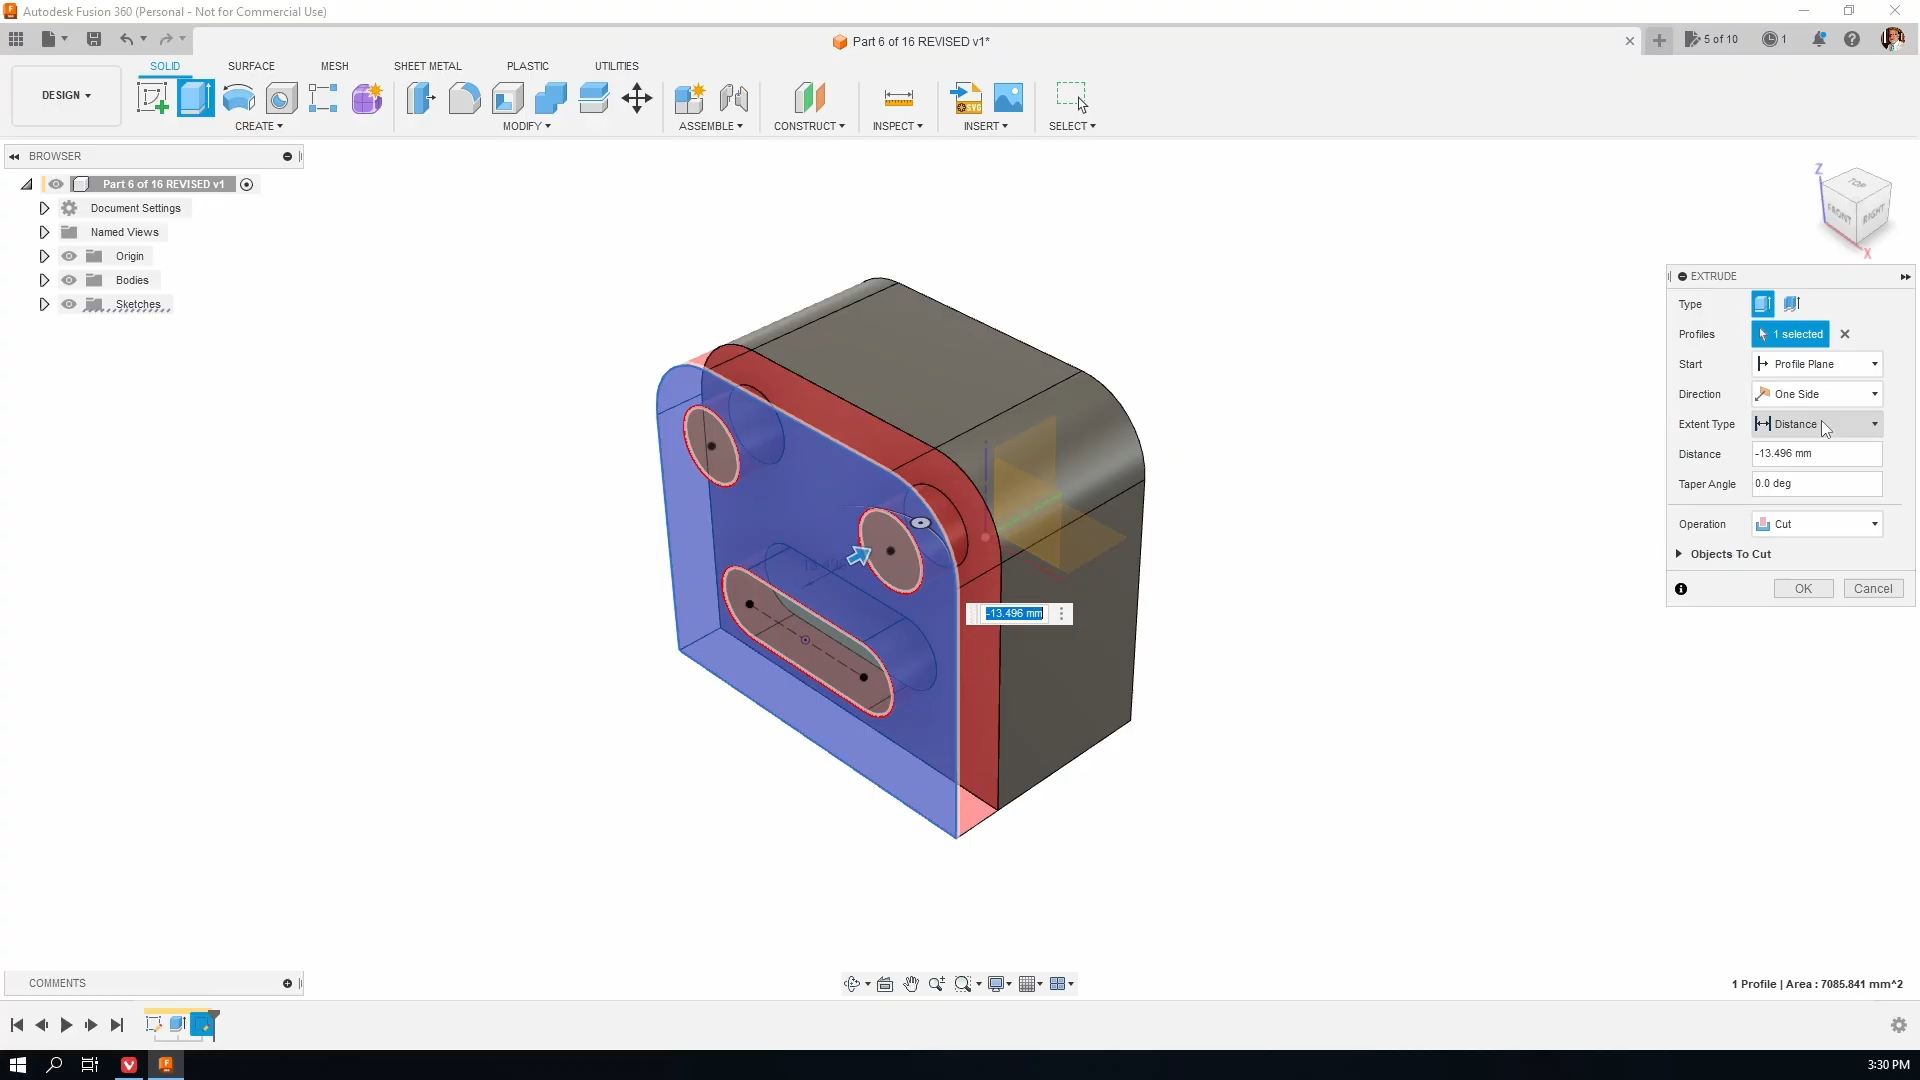 Autodesk Fusion 360 (Personal - Not for Commercial Use)
Part 6 of 16 REVISED v1*
5 of 10
1
DESIGN
SOLID
SURFACE
MESH
SHEET METAL
PLASTIC
UTILITIES
CREATE
MODIFY
ASSEMBLE
CONSTRUCT
INSPECT
INSERT
SELECT
SVG
BROWSER
Part 6 of 16 REVISED v1
Document Settings
Named Views
Origin
Bodies
Sketches
Z
TOP
FRONT
RIGHT
X
EXTRUDE
Type
Profiles
1 selected
Start
Profile Plane
Direction
One Side
Extent Type
Distance
Distance
-13.496 mm
Taper Angle
0.0 deg
Operation
Cut
Objects To Cut
OK
Cancel
-13.496 mm
COMMENTS
1 Profile | Area : 7085.841 mm^2
3:30 PM